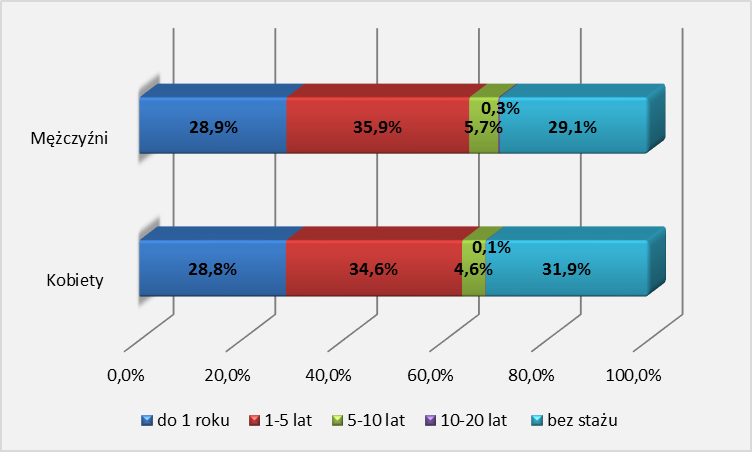 Mężczyźni
28,9%
35,9%
5,7%
0,3%
29,1%
Kobiety
28,8%
34,6%
4,6%
0,1%
31,9%
0,0% 20,0% 40,0% 60,0% 80,0% 100,0%
do 1 roku 1-5 lat 5-10 lat 10-20 lat bez stażu